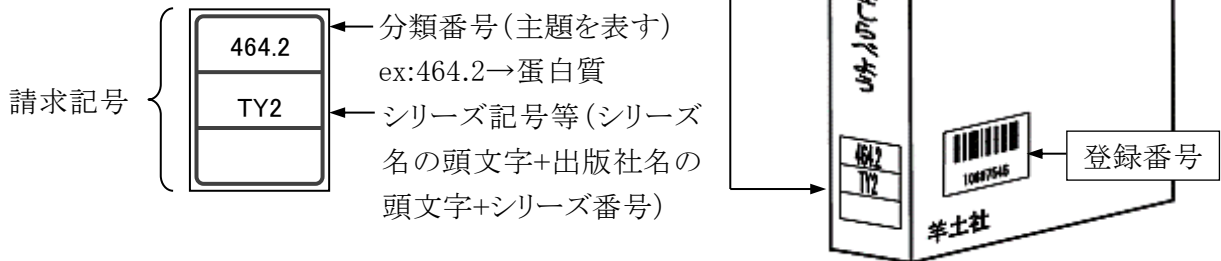 請求記号
464.2
TY2
分類番号(主題を表す)
ex:464.2→蛋白質
シリーズ記号等(シリーズ
名の頭文字+出版社名の
頭文字+シリーズ番号)
464.2
TY2
登録番号
羊土社